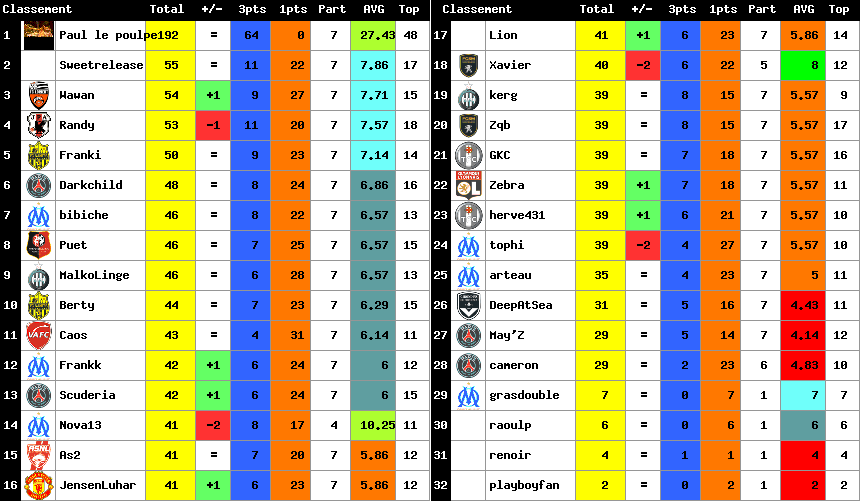 Classement Total +/- 3pts 1pts Part AVG Top
1 Paul le poulpe 192 = 64 0 7 27.43 48
2 Sweetrelease 55 = 11 22 7 7.86 17
3 Wawan 54 +1 9 27 7 7.71 15
4 Randy 53 -1 11 20 7 7.57 18
5 Franki 50 = 9 23 7 7.14 14
6 Darkchild 48 = 8 24 7 6.86 16
7 bibiche 46 = 8 22 7 6.57 13
8 Puet 46 = 7 25 7 6.57 15
9 MalkoLinge 46 = 6 28 7 6.57 13
10 Berty 44 = 7 23 7 6.29 15
11 Caos 43 = 4 31 7 6.14 11
12 Frankk 42 +1 6 24 7 6 12
13 Scuderia 42 +1 6 24 7 6 15
14 Nova13 41 -2 8 17 4 10.25 11
15 As2 41 = 7 20 7 5.86 12
16 JensenLuhar 41 +1 6 23 7 5.86 12
Classement Total +/- 3pts 1pts Part AVG Top
17 Lion 41 +1 6 23 7 5.86 14
18 Xavier 40 -2 6 22 5 8 12
19 kerg 39 = 8 15 7 5.57 9
20 Zqb 39 = 8 15 7 5.57 17
21 GKC 39 = 7 18 7 5.57 16
22 Zebra 39 +1 7 18 7 5.57 11
23 herve431 39 +1 6 21 7 5.57 10
24 tophi 39 -2 4 27 7 5.57 10
25 arteau 35 = 4 23 7 5 11
26 DeepAtSea 31 = 5 16 7 4.43 11
27 May'Z 29 = 5 14 7 4.14 12
28 cameron 29 = 2 23 6 4.83 10
29 grasdouble 7 = 0 7 1 7 7
30 raoulp 6 = 0 6 1 6 6
31 renoir 4 = 1 1 1 4 4
32 playboyfan 2 = 0 2 1 2 2